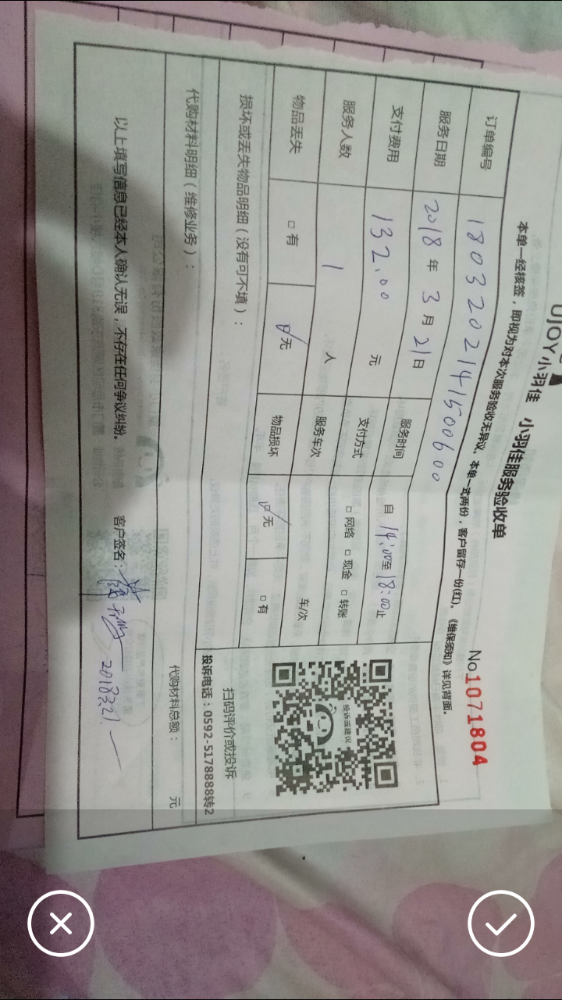 UJOY小羽佳 小羽佳服务验收单
本单一经核签，即视为对本次服务验收无异议。本单一式两份，客户留存一份(红)。《维保须知》详见背面。
No1071804
订单编号 1803202141500600
服务日期 2018 年 3 月 21 日 服务时间 自 14:00 至 18:00 止
支付费用 132.00 元 支付方式 □ 网络 □ 现金 □ 转账
服务人数 1 人 服务车次 车/次
物品丢失 □ 有 ☑ 无 物品损坏 ☑ 无 □ 有
投诉或建议
扫码评价或投诉
投诉电话：0592-5178888转2
损坏或丢失物品明细（没有可不填）：
代购材料明细（维修业务）： 代购材料总额： 元
以上填写信息已经本人确认无误，不存在任何争议纠纷。 客户签名：
2018.3.21.